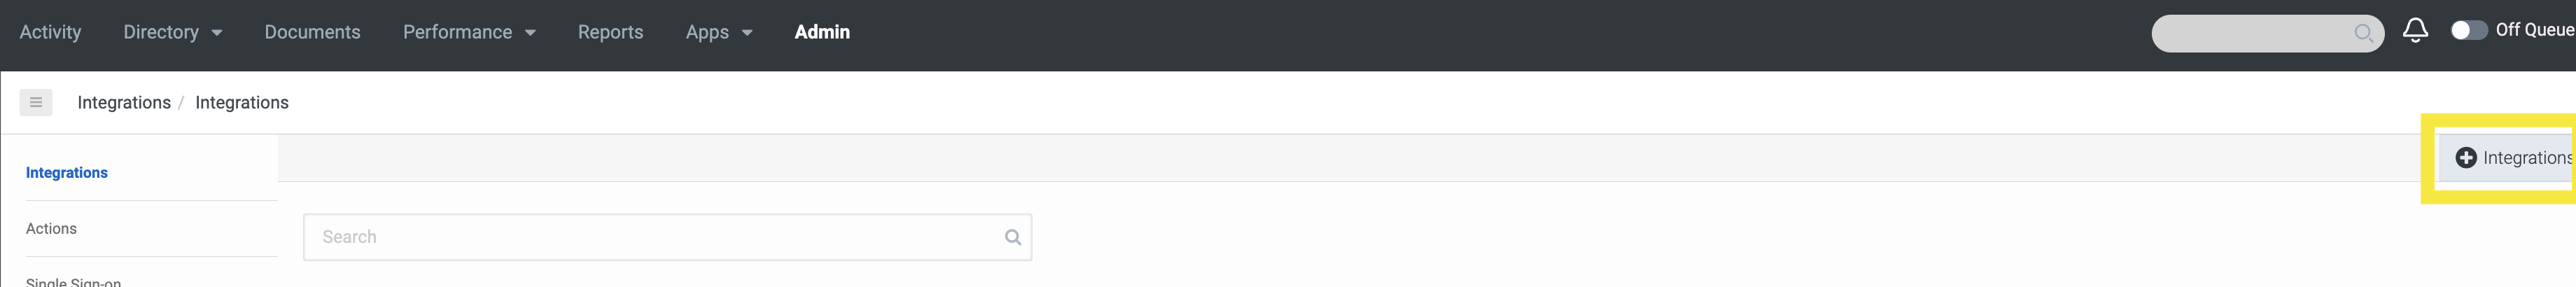 Activity Directory Documents Performance Reports Apps Admin Off Queue
Integrations / Integrations
Integrations
Integrations
Actions
Search
Single Sign-on